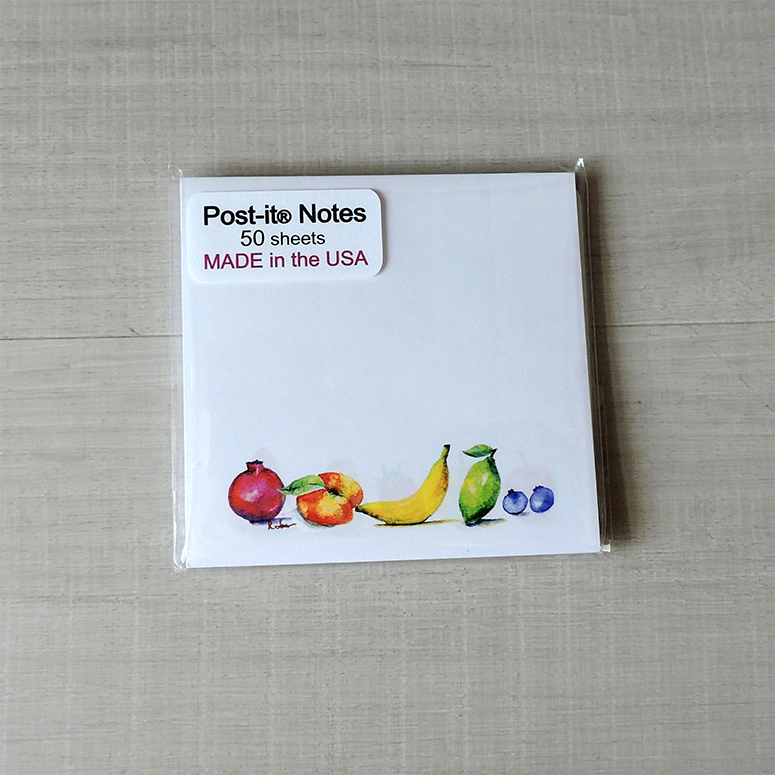 Post-it® Notes
50 sheets
MADE in the USA